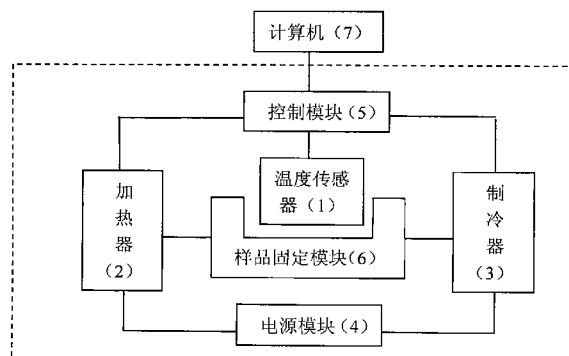 计算机（7）
控制模块（5）
温度传感
器（1）
加
热
器
（2）
样品固定模块（6）
制
冷
器
（3）
电源模块（4）